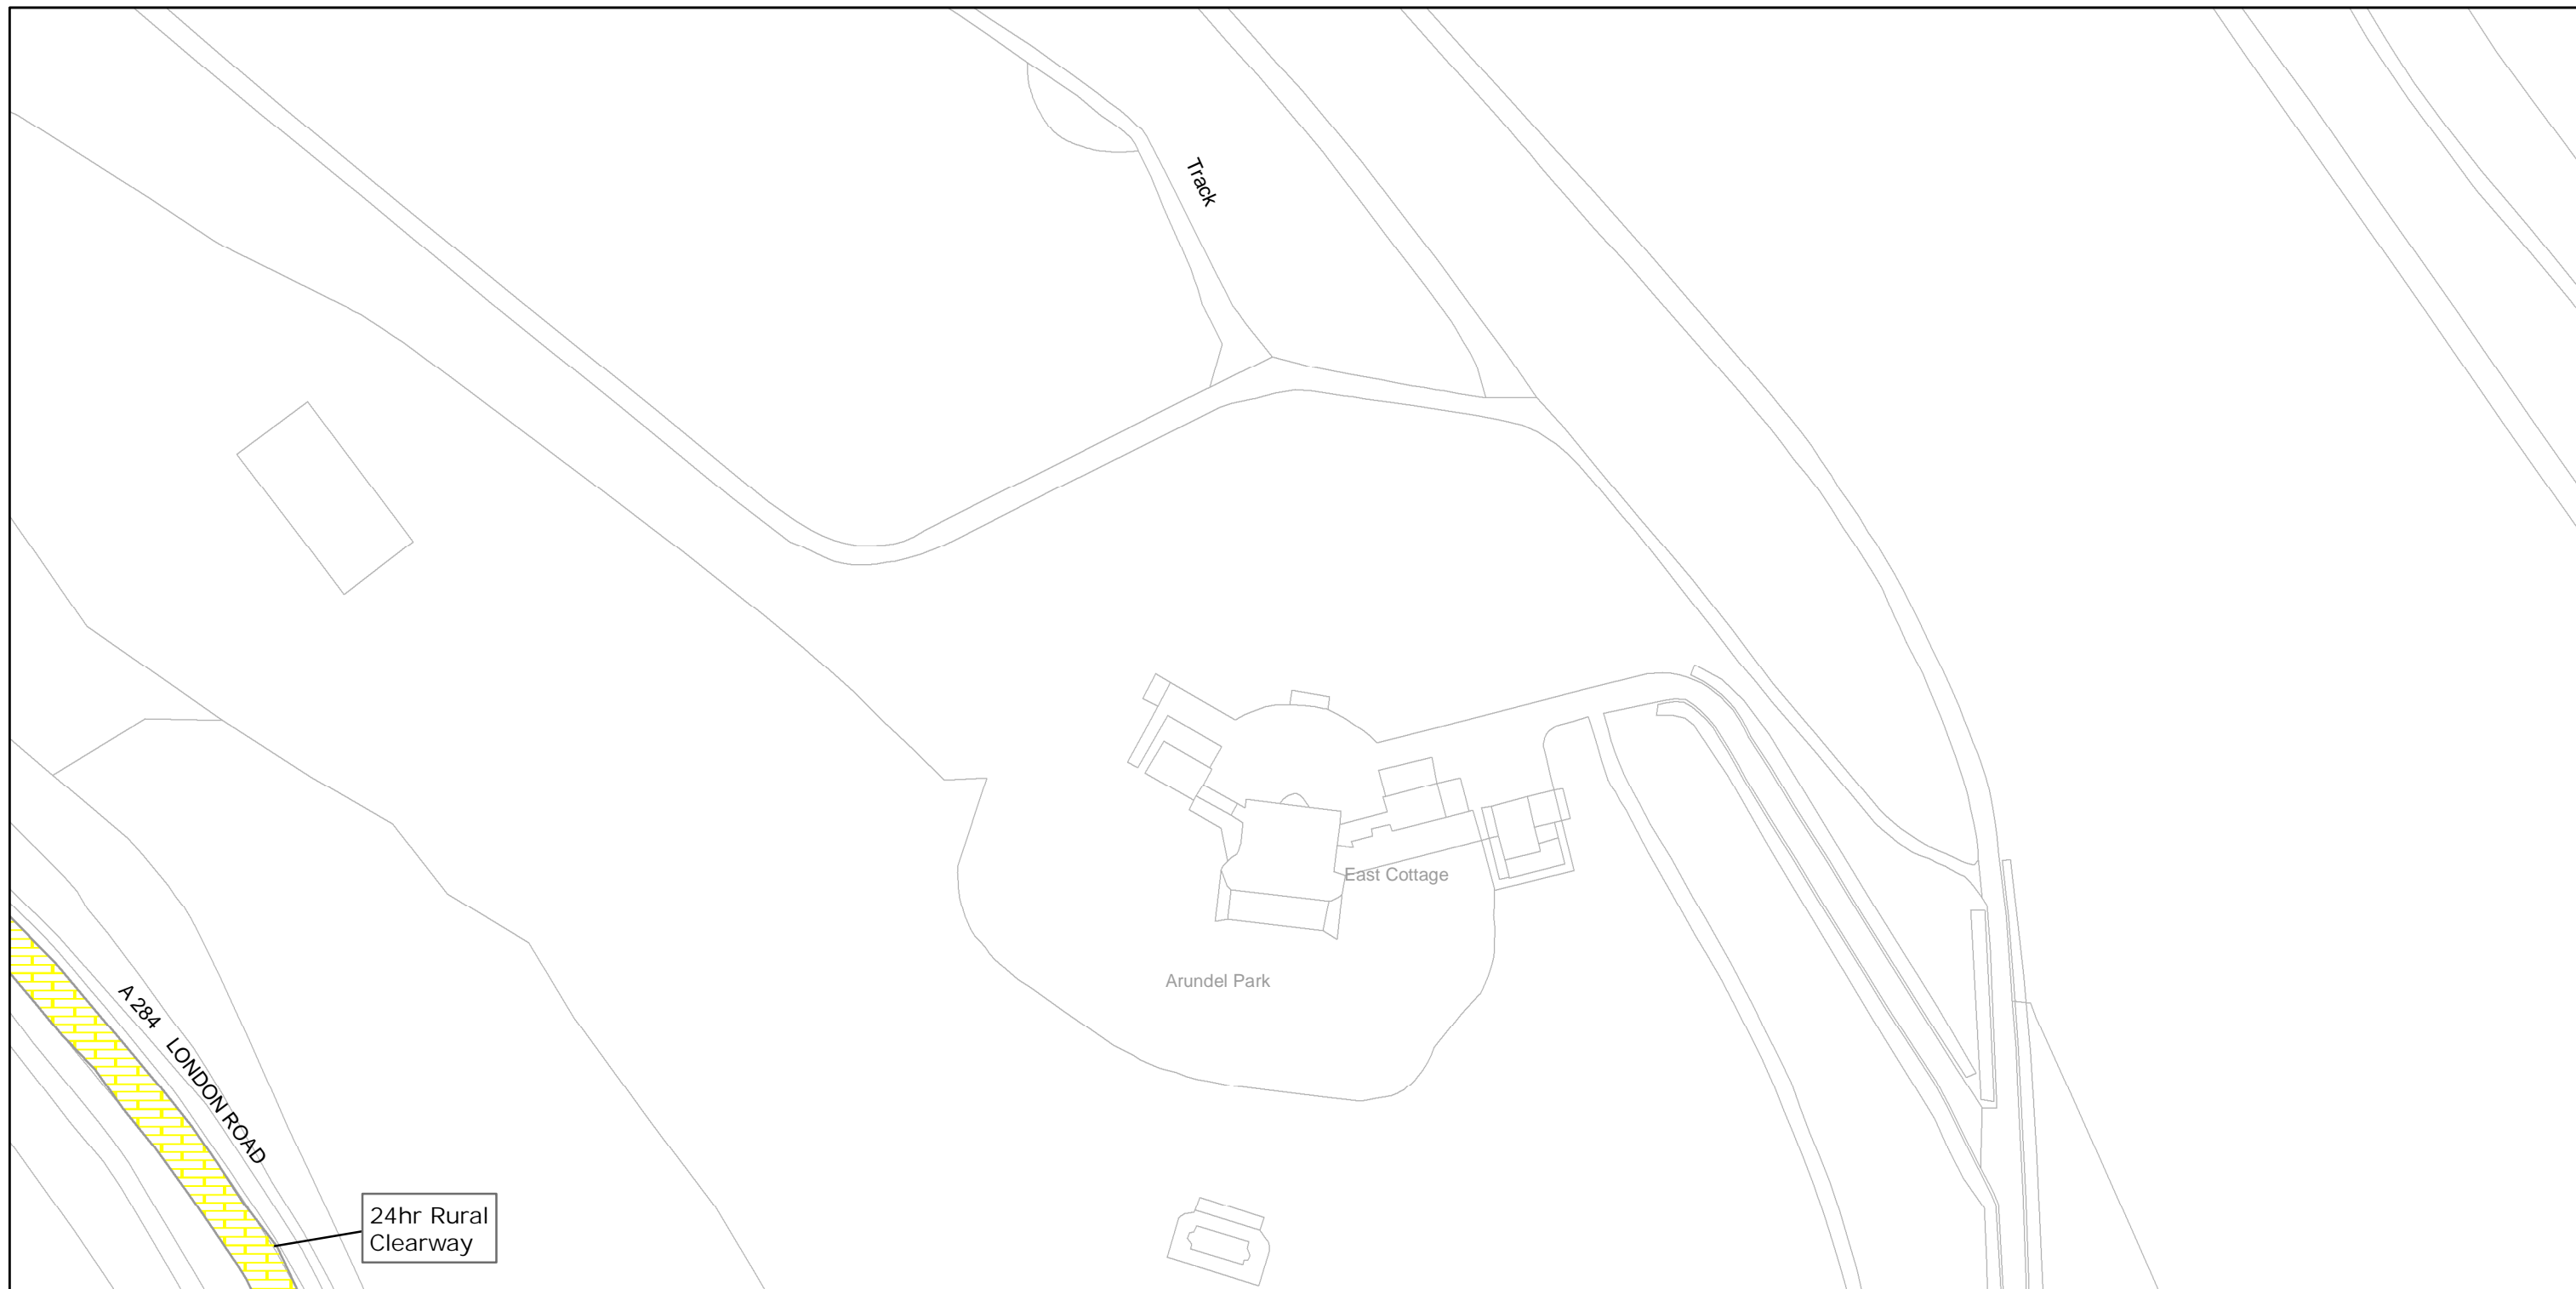 Track
East Cottage
Arundel Park
A 284 LONDON ROAD
24hr Rural
Clearway